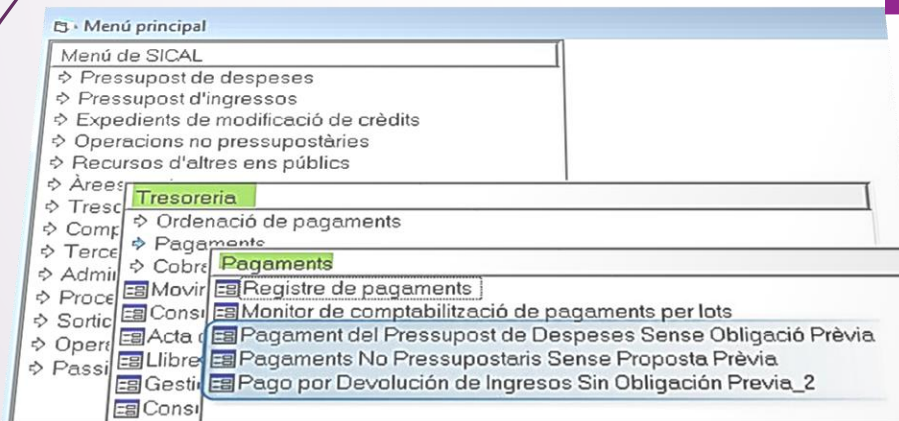 Menú principal
Menú de SICAL
Pressupost de despeses
Pressupost d'ingressos
Expedients de modificació de crèdits
Operacions no pressupostàries
Recursos d'altres ens públics
Tresoreria
Ordenació de pagaments
Pagaments
Pagaments
Registre de pagaments
Monitor de comptabilització de pagaments per lots
Acta
Pagament del Pressupost de Despeses Sense Obligació Prèvia
Pagaments No Pressupostaris Sense Proposta Prèvia
Pago por Devolución de Ingresos Sin Obligación Previa_2